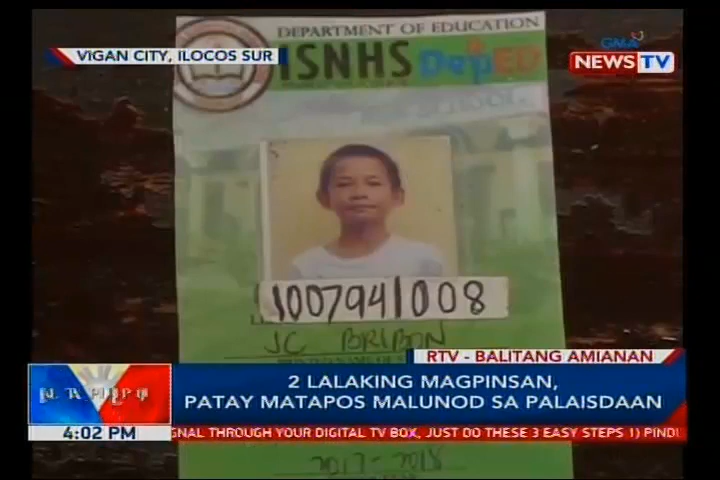 DEPARTMENT OF EDUCATION
ISNHS DepED
GMA
NEWS TV
VIGAN CITY, ILOCOS SUR
1007941008
JC BRIBON
RTV - BALITANG AMIANAN
2 LALAKING MAGPINSAN,
PATAY MATAPOS MALUNOD SA PALAISDAAN
4:02 PM
GNAL THROUGH YOUR DIGITAL TV BOX, JUST DO THESE 3 EASY STEPS 1) PINDU
2017-2018